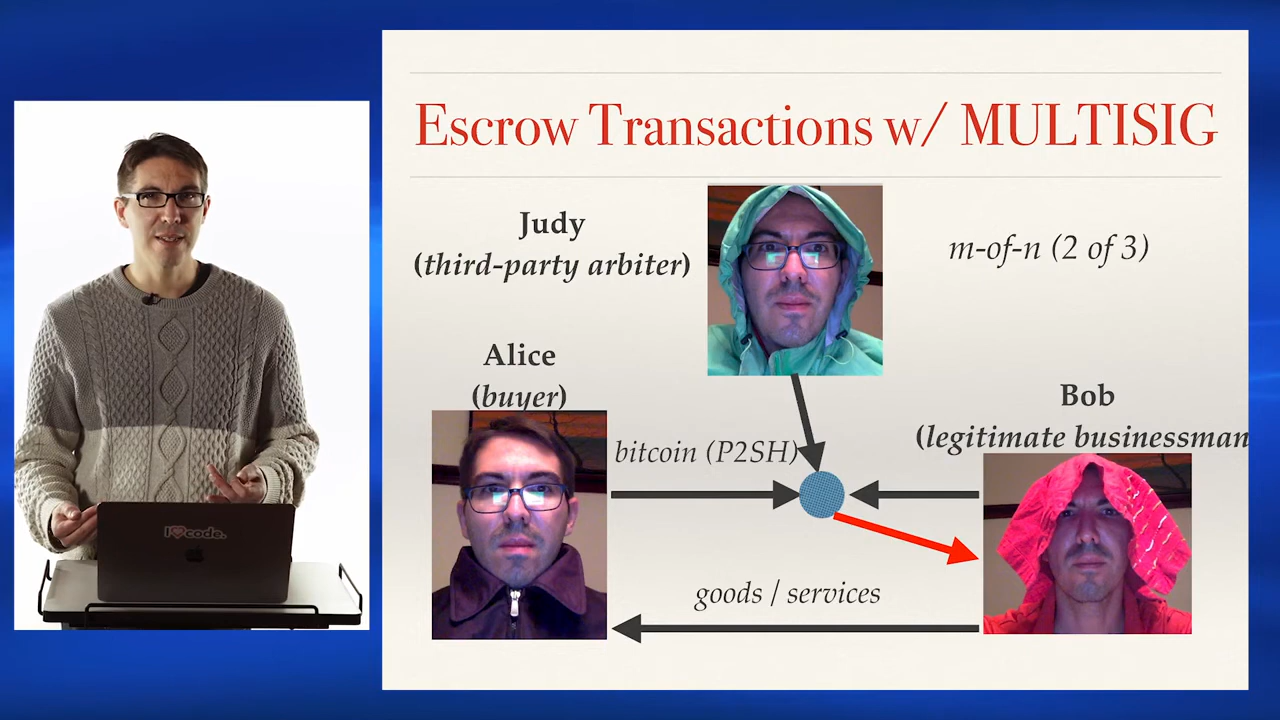 Escrow Transactions w/ MULTISIG
Judy
(third-party arbiter)
m-of-n (2 of 3)
Alice
(buyer)
Bob
(legitimate businessman
bitcoin (P2SH)
goods / services
I❤code.